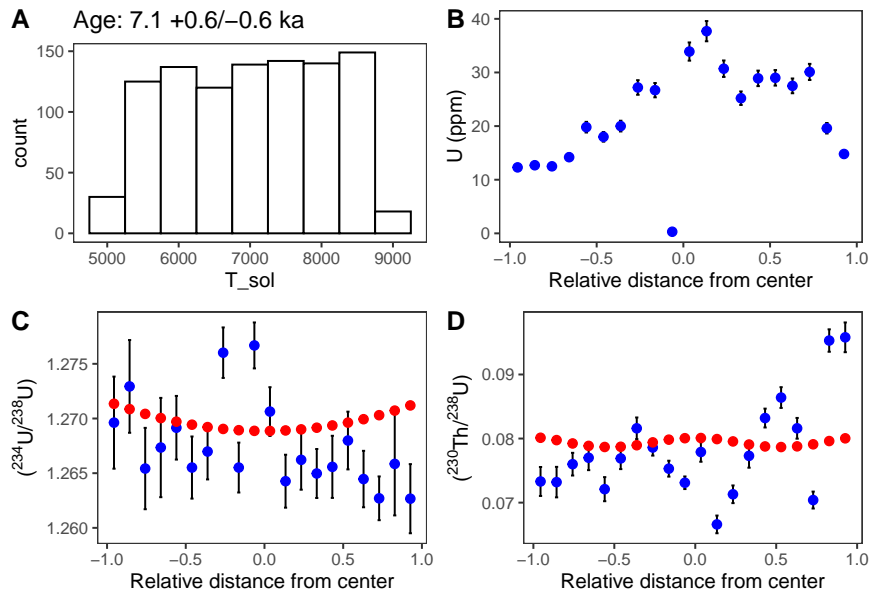 A Age: 7.1 +0.6/−0.6 ka
count
150
100
50
0
5000 6000 7000 8000 9000
T_sol
B
U (ppm)
40
30
20
10
0
−1.0 −0.5 0.0 0.5 1.0
Relative distance from center
C
(²³⁴U/²³⁸U)
1.275
1.270
1.265
1.260
−1.0 −0.5 0.0 0.5 1.0
Relative distance from center
D
(²³⁰Th/²³⁸U)
0.09
0.08
0.07
−1.0 −0.5 0.0 0.5 1.0
Relative distance from center